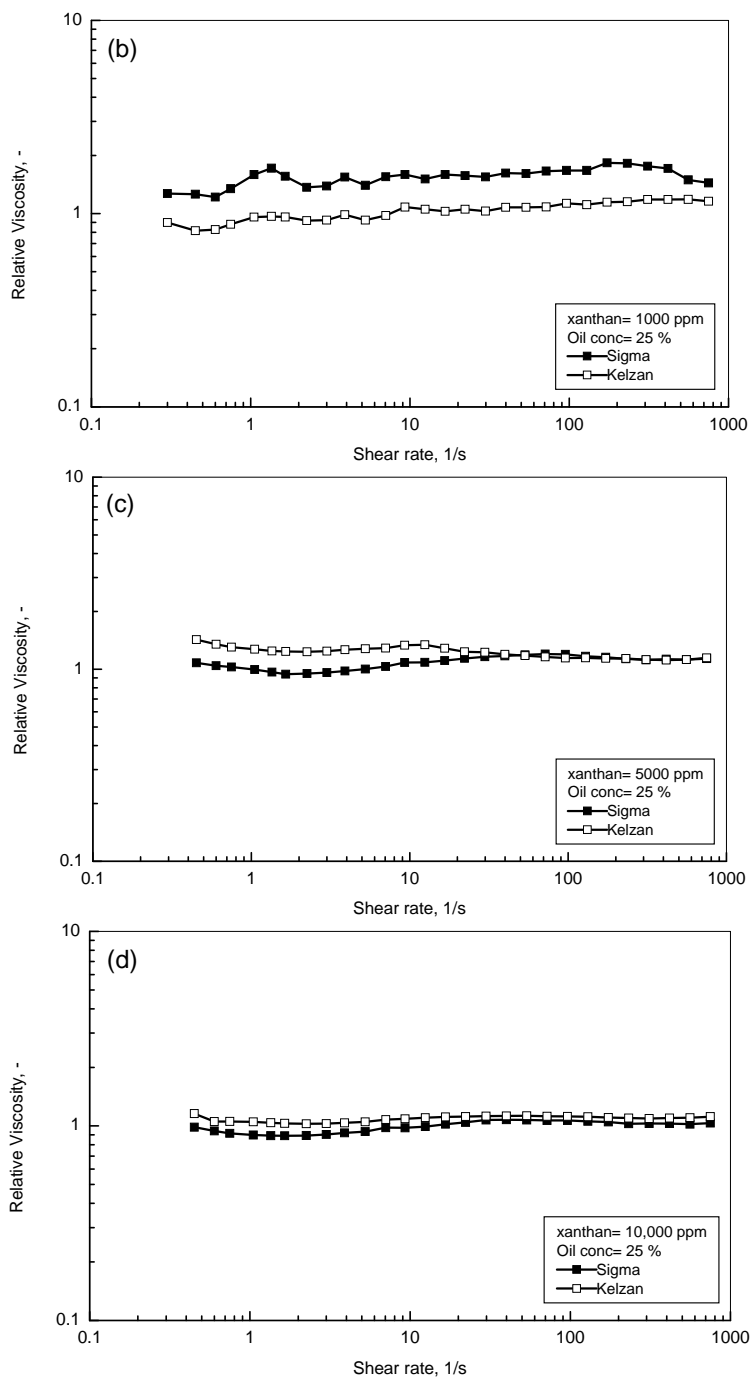 (b)
10
1
0.1
Relative Viscosity, -
xanthan= 1000 ppm
Oil conc= 25 %
Sigma
Kelzan
0.1 1 10 100 1000
Shear rate, 1/s
(c)
10
1
0.1
Relative Viscosity, -
xanthan= 5000 ppm
Oil conc= 25 %
Sigma
Kelzan
0.1 1 10 100 1000
Shear rate, 1/s
(d)
10
1
0.1
Relative Viscosity, -
xanthan= 10,000 ppm
Oil conc= 25 %
Sigma
Kelzan
0.1 1 10 100 1000
Shear rate, 1/s